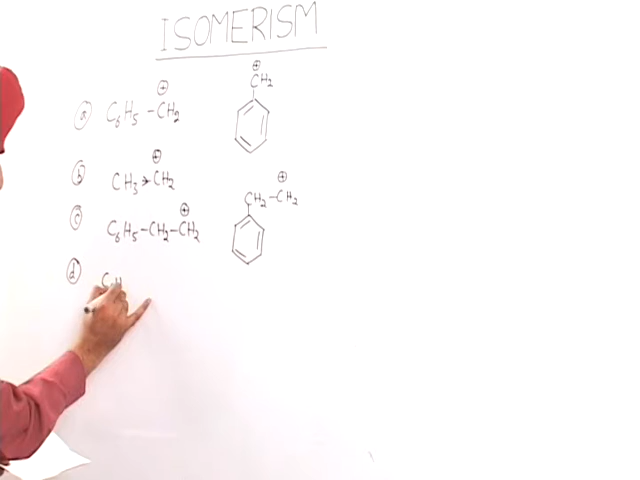 ISOMERISM
ⓐ C₆H₅ – CH₂ ⊕
⊕ CH₂
ⓑ CH₃ → CH₂ ⊕
ⓒ C₆H₅ – CH₂ – CH₂ ⊕
CH₂ – CH₂ ⊕
ⓓ C